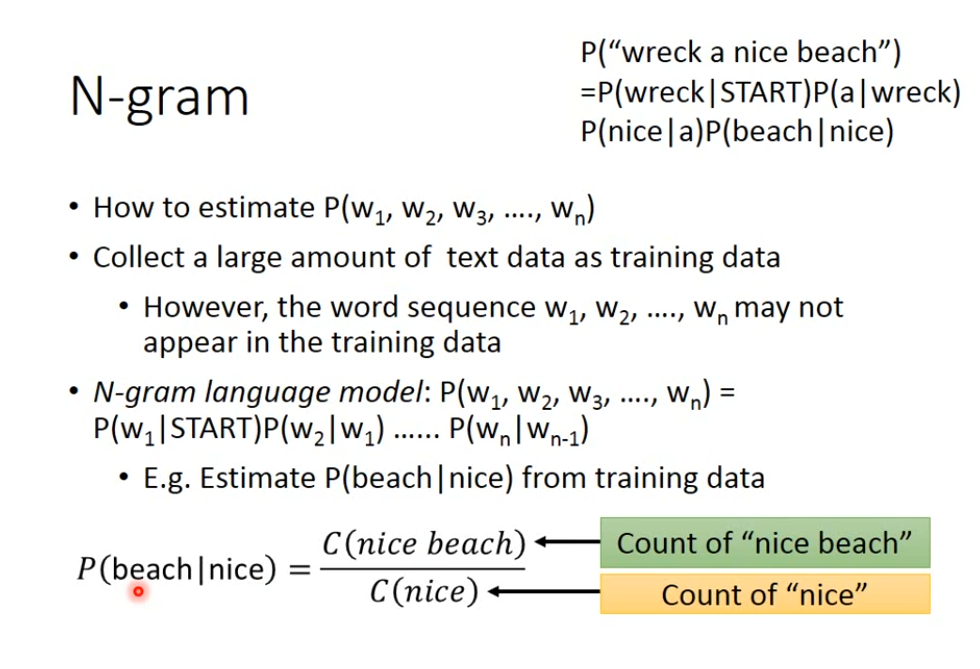 N-gram
P(“wreck a nice beach”)
=P(wreck|START)P(a|wreck)
P(nice|a)P(beach|nice)
• How to estimate P(w₁, w₂, w₃, …., wₙ)
• Collect a large amount of text data as training data
• However, the word sequence w₁, w₂, …., wₙ may not
appear in the training data
• N-gram language model: P(w₁, w₂, w₃, …., wₙ) =
P(w₁|START)P(w₂|w₁) …… P(wₙ|wₙ₋₁)
• E.g. Estimate P(beach|nice) from training data
P(beach|nice) = C(nice beach) / C(nice)
Count of “nice beach”
Count of “nice”